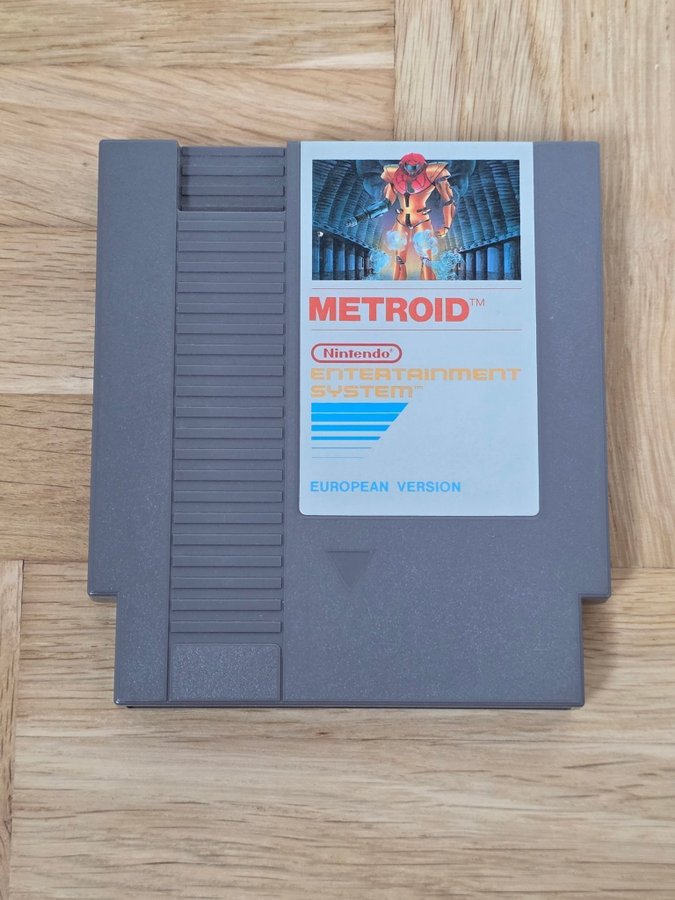 METROID™
Nintendo®
ENTERTAINMENT
SYSTEM™
EUROPEAN VERSION